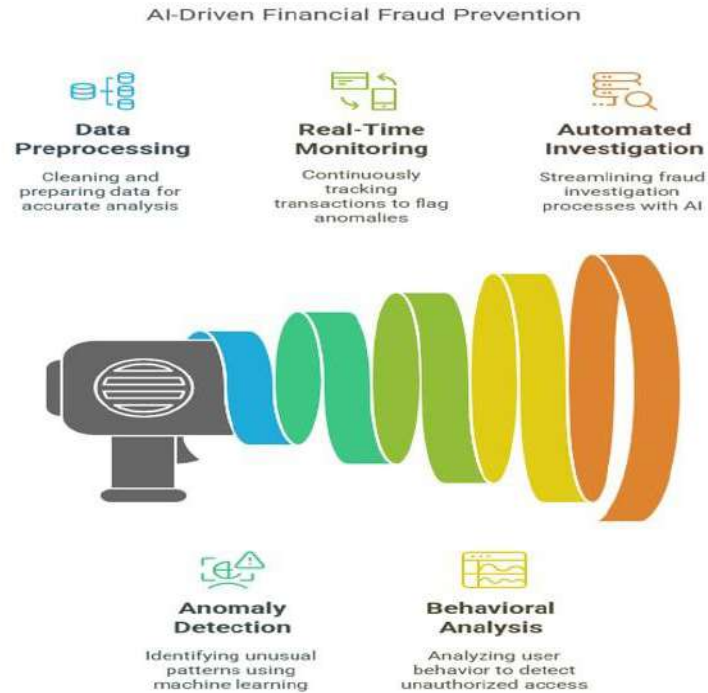 AI-Driven Financial Fraud Prevention
Data
Preprocessing
Cleaning and
preparing data for
accurate analysis
Real-Time
Monitoring
Continuously
tracking
transactions to flag
anomalies
Automated
Investigation
Streamlining fraud
investigation
processes with AI
Anomaly
Detection
Identifying unusual
patterns using
machine learning
Behavioral
Analysis
Analyzing user
behavior to detect
unauthorized access